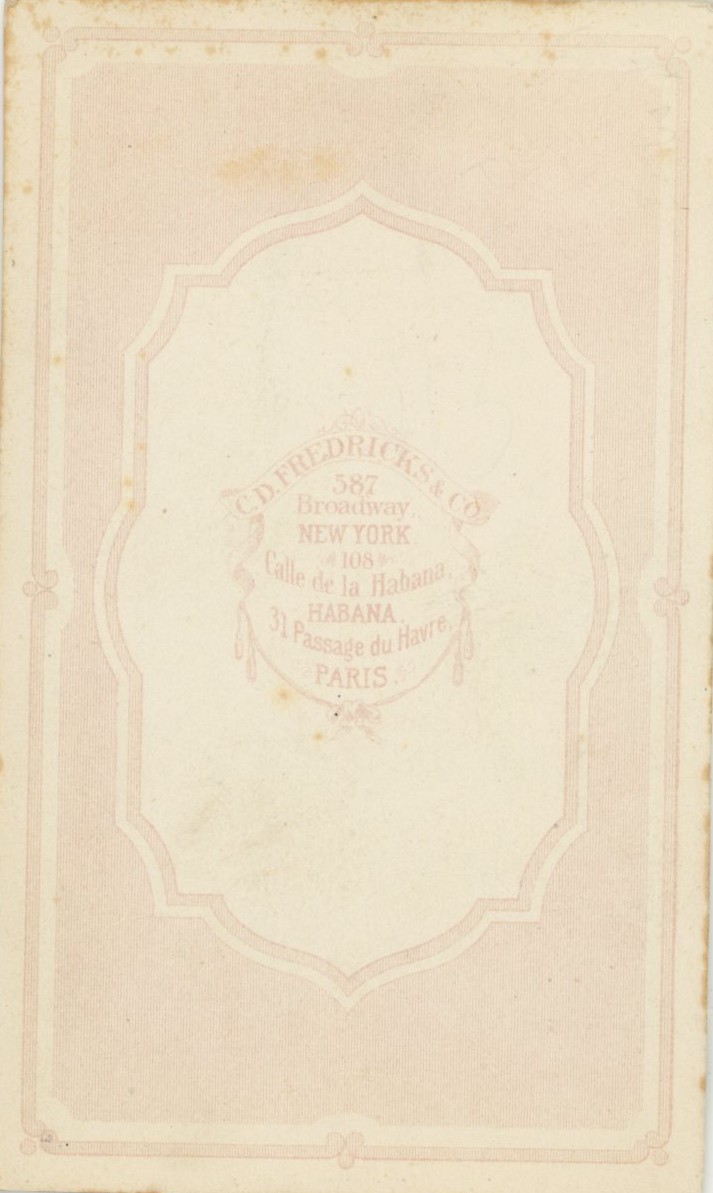 C.D. FREDRICKS & CO
587
Broadway.
NEW YORK.
108
Calle de la Habana,
HABANA.
31 Passage du Havre,
PARIS.